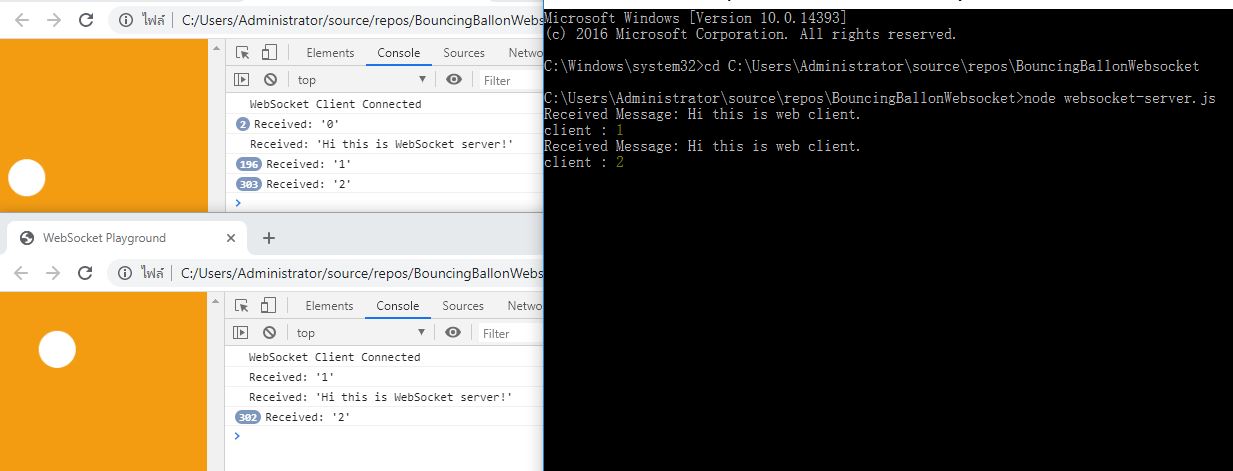 ไฟล์ C:/Users/Administrator/source/repos/BouncingBallonWebsoc
Elements Console Sources Netwo
top Filter
WebSocket Client Connected
2 Received: '0'
Received: 'Hi this is WebSocket server!'
196 Received: '1'
303 Received: '2'
WebSocket Playground
ไฟล์ C:/Users/Administrator/source/repos/BouncingBallonWebs
Elements Console Sources Netwo
top Filter
WebSocket Client Connected
Received: '1'
Received: 'Hi this is WebSocket server!'
302 Received: '2'
Microsoft Windows [Version 10.0.14393]
(c) 2016 Microsoft Corporation. All rights reserved.
C:\Windows\system32>cd C:\Users\Administrator\source\repos\BouncingBallonWebsocket
C:\Users\Administrator\source\repos\BouncingBallonWebsocket>node websocket-server.js
Received Message: Hi this is web client.
client : 1
Received Message: Hi this is web client.
client : 2